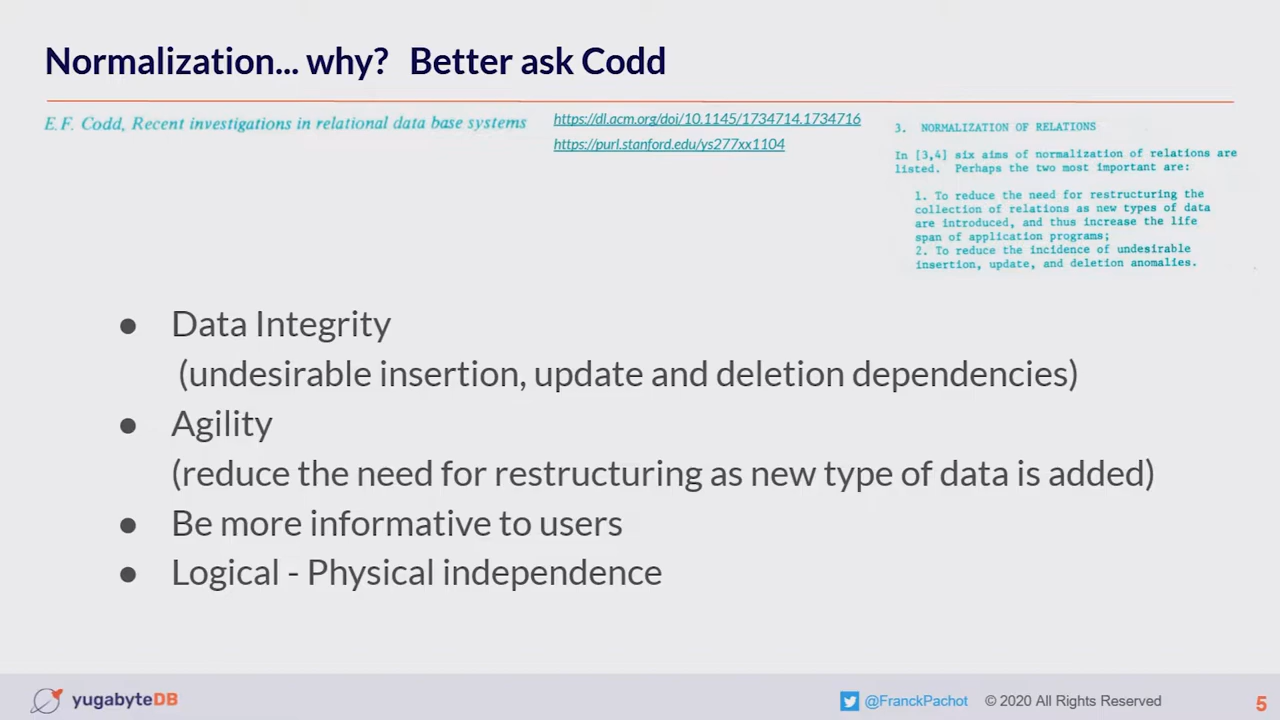 Normalization... why? Better ask Codd
E.F. Codd, Recent investigations in relational data base systems
https://dl.acm.org/doi/10.1145/1734714.1734716
https://purl.stanford.edu/ys277xx1104
3. NORMALIZATION OF RELATIONS
In [3,4] six aims of normalization of relations are
listed. Perhaps the two most important are:
1. To reduce the need for restructuring the
collection of relations as new types of data
are introduced, and thus increase the life
span of application programs;
2. To reduce the incidence of undesirable
insertion, update, and deletion anomalies.
● Data Integrity
(undesirable insertion, update and deletion dependencies)
● Agility
(reduce the need for restructuring as new type of data is added)
● Be more informative to users
● Logical - Physical independence
yugabyteDB
@FranckPachot © 2020 All Rights Reserved
5